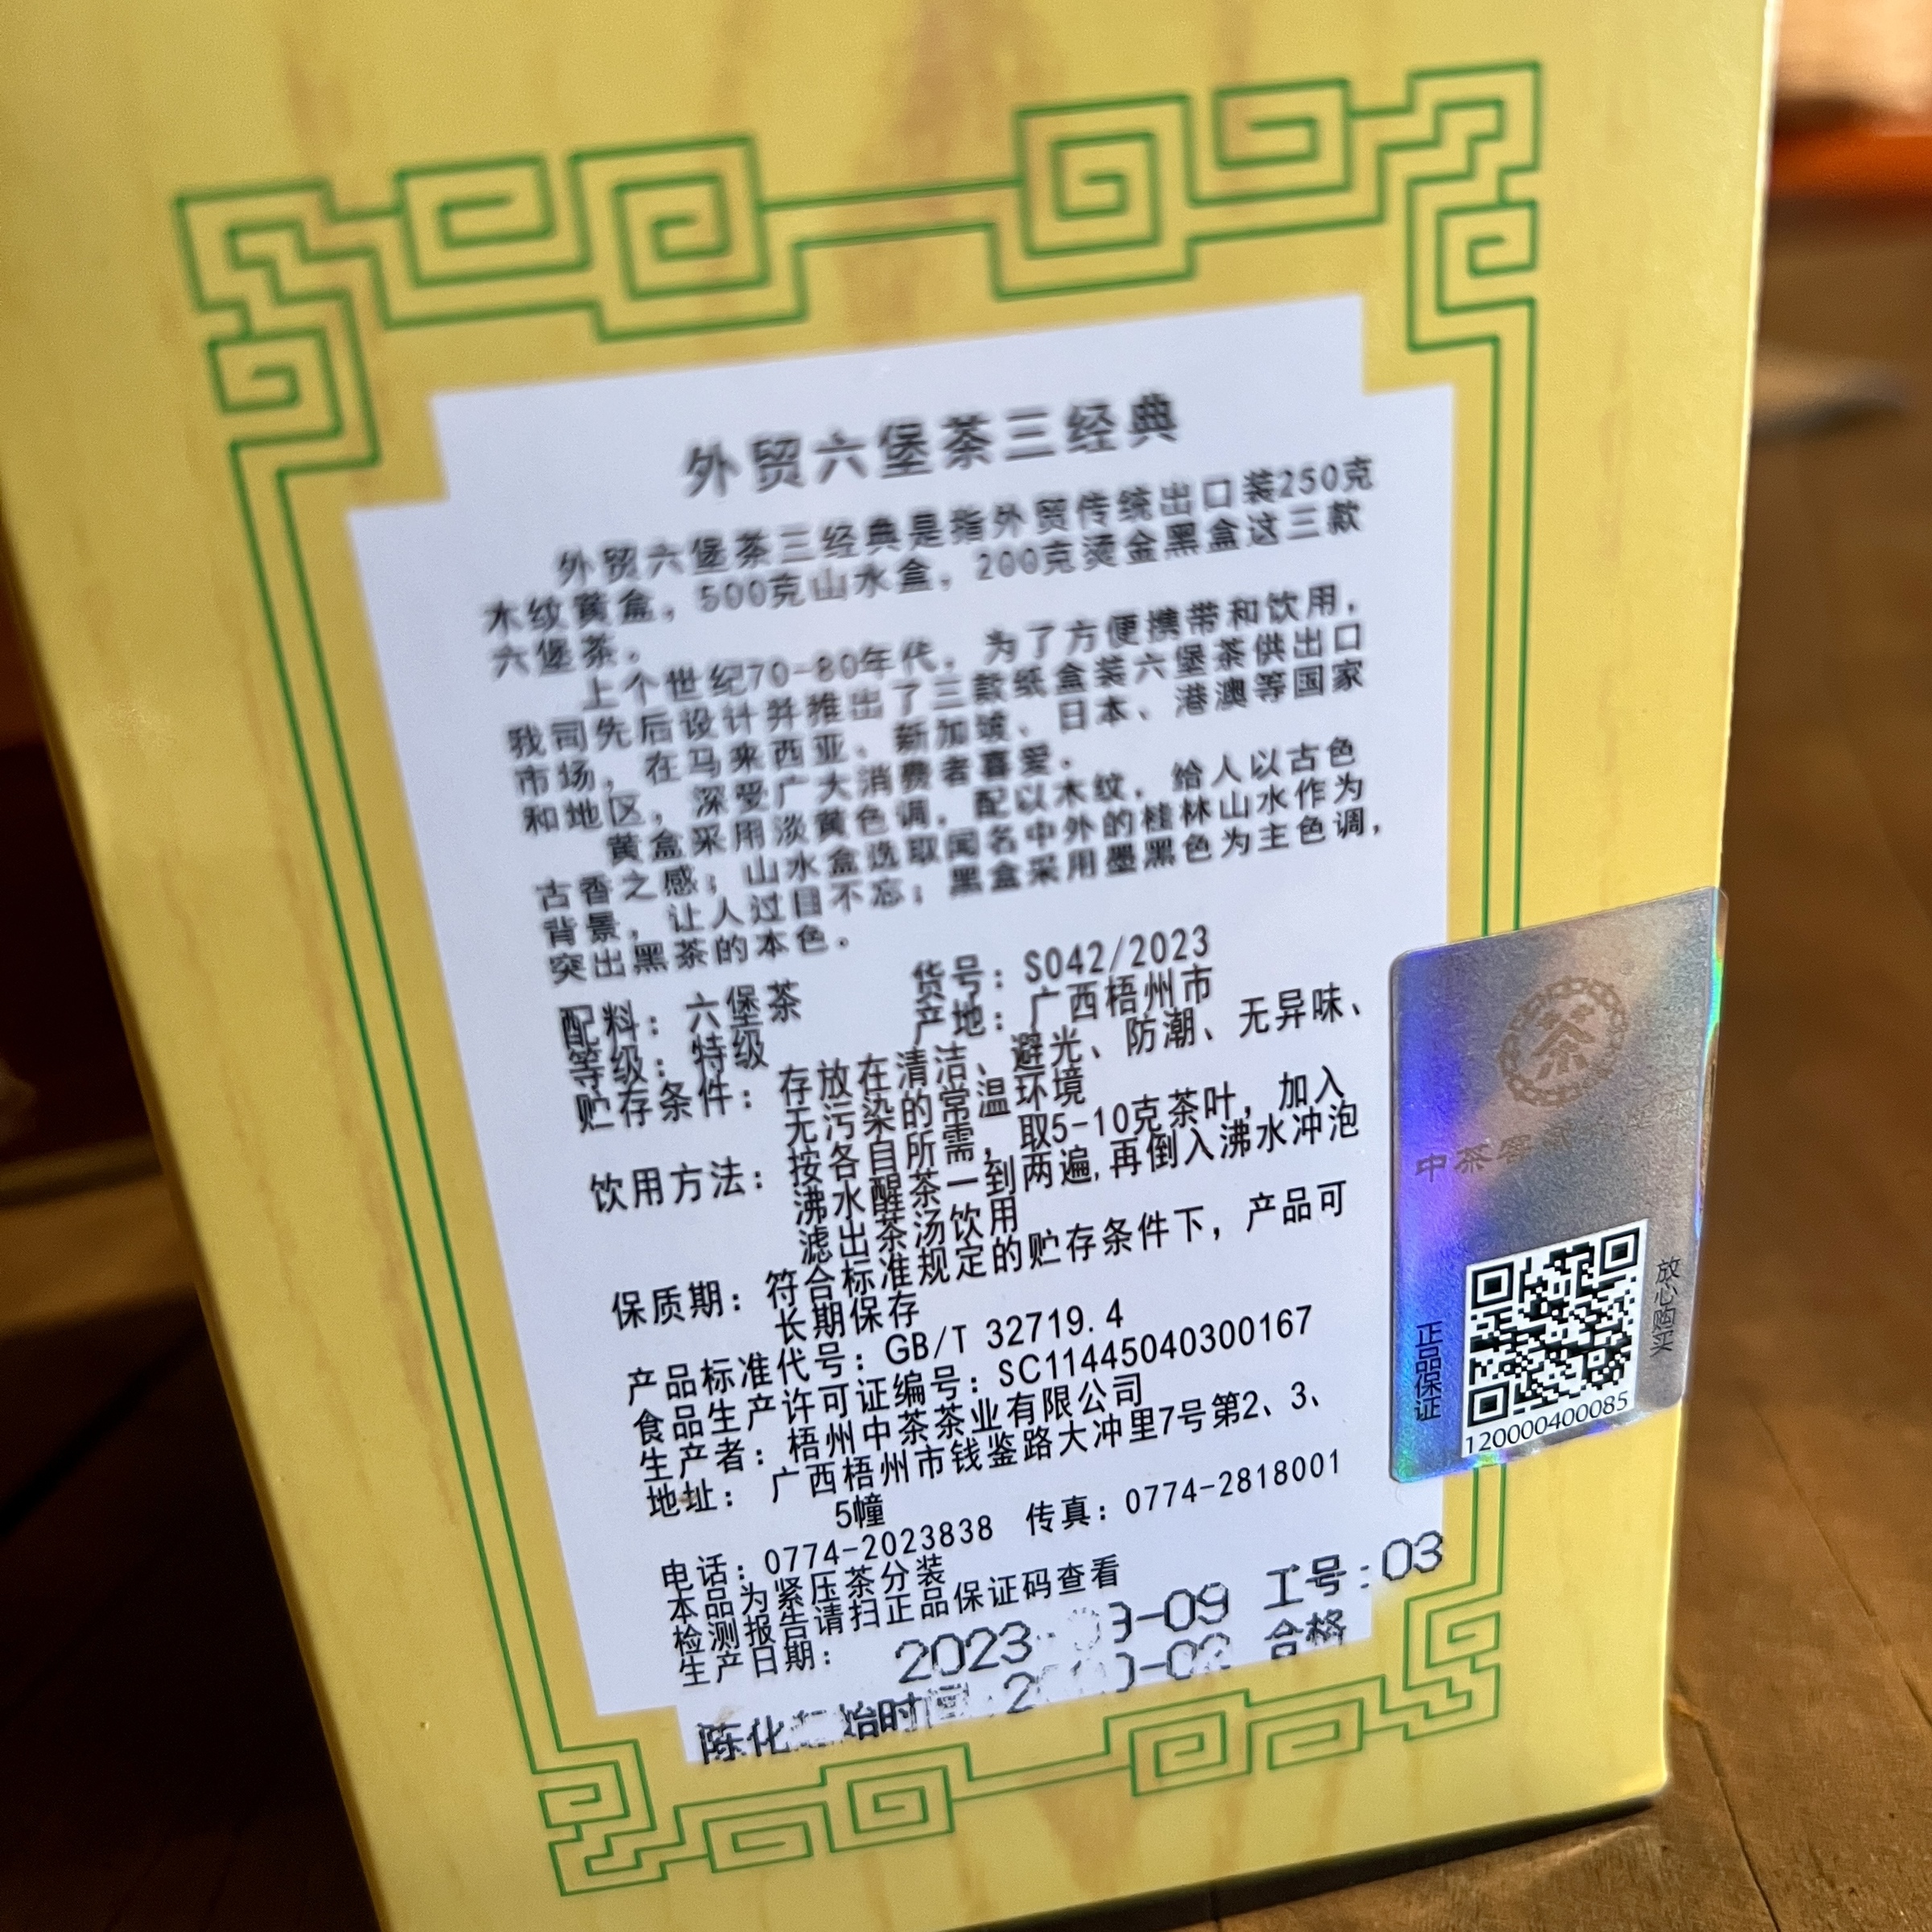 外贸六堡茶三经典
外贸六堡茶三经典是指外贸传统出口装250克
木纹黄盒，500克山水盒，200克烫金黑盒这三款
六堡茶。
上个世纪70-80年代，为了方便携带和饮用，
我司先后设计并推出了三款纸盒装六堡茶供出口
市场，在马来西亚、新加坡、日本、港澳等国家
和地区，深受广大消费者喜爱。
黄盒采用淡黄色调，配以木纹，给人以古色
古香之感；山水盒选取闻名中外的桂林山水作为
背景，让人过目不忘；黑盒采用墨黑色为主色调，
突出黑茶的本色。
配料：六堡茶 货号：S042/2023
等级：特级 产地：广西梧州市
贮存条件：存放在清洁、避光、防潮、无异味、
无污染的常温环境
饮用方法：按各自所需，取5-10克茶叶，加入
沸水醒茶一到两遍,再倒入沸水冲泡
滤出茶汤饮用
保质期：符合标准规定的贮存条件下，产品可
长期保存
产品标准代号：GB/T 32719.4
食品生产许可证编号：SC11445040300167
生产者：梧州中茶茶业有限公司
地址：广西梧州市钱鉴路大冲里7号第2、3、
5幢
电话：0774-2023838 传真：0774-2818001
本品为紧压茶分装
检测报告请扫正品保证码查看
生产日期：2023 -09 工号:03
陈化 始时间 合格
茶
中茶
正品保证
放心购买
120000400085